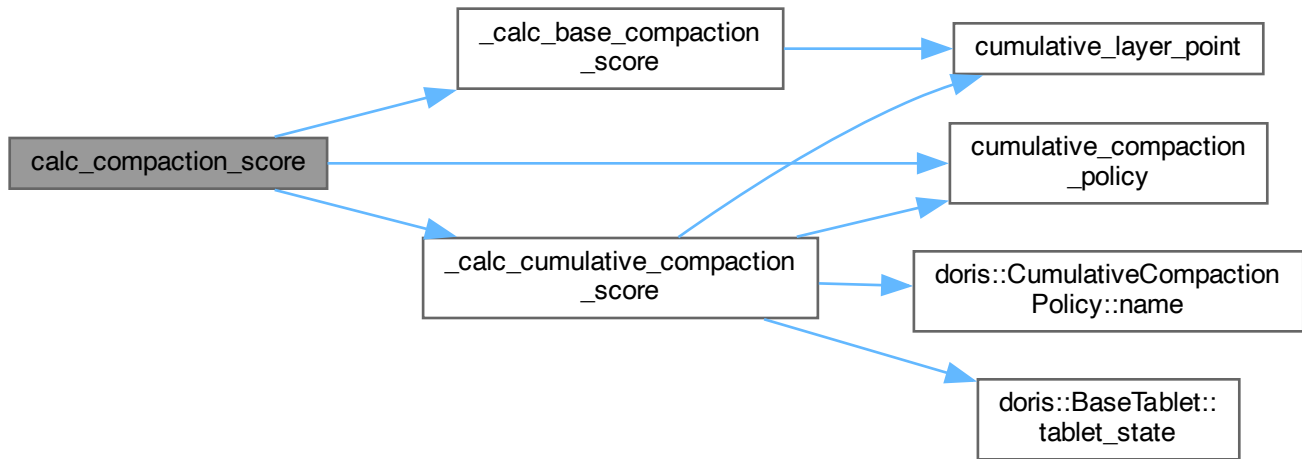 calc_compaction_score
_calc_base_compaction
_score
_calc_cumulative_compaction
_score
cumulative_layer_point
cumulative_compaction
_policy
doris::CumulativeCompaction
Policy::name
doris::BaseTablet::
tablet_state